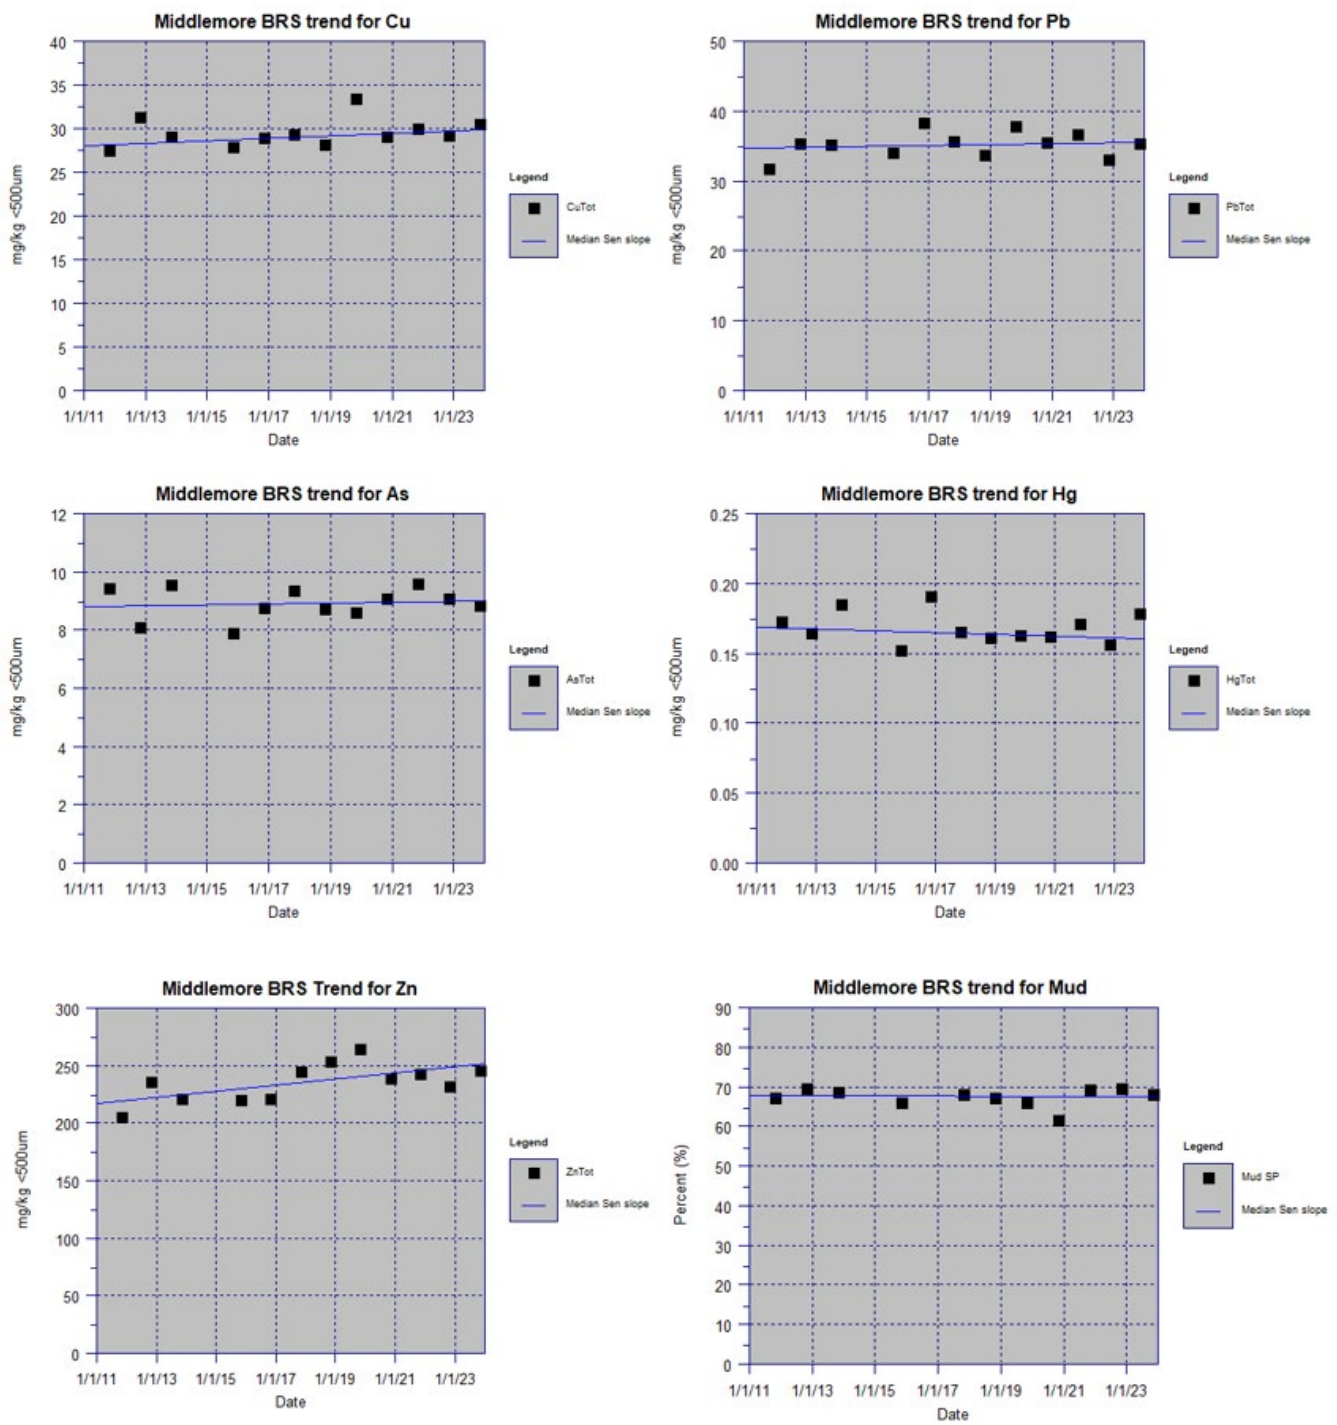 Middlemore BRS trend for Cu
40
35
30
25
20
15
10
5
0
mg/kg <500um
1/1/11 1/1/13 1/1/15 1/1/17 1/1/19 1/1/21 1/1/23
Date
Legend
CuTot
Median Sen slope
Middlemore BRS trend for Pb
50
40
30
20
10
0
mg/kg <500um
1/1/11 1/1/13 1/1/15 1/1/17 1/1/19 1/1/21 1/1/23
Date
Legend
PbTot
Median Sen slope
Middlemore BRS trend for As
12
10
8
6
4
2
0
mg/kg <500um
1/1/11 1/1/13 1/1/15 1/1/17 1/1/19 1/1/21 1/1/23
Date
Legend
AsTot
Median Sen slope
Middlemore BRS trend for Hg
0.25
0.20
0.15
0.10
0.05
0.00
mg/kg <500um
1/1/11 1/1/13 1/1/15 1/1/17 1/1/19 1/1/21 1/1/23
Date
Legend
HgTot
Median Sen slope
Middlemore BRS Trend for Zn
300
250
200
150
100
50
0
mg/kg <500um
1/1/11 1/1/13 1/1/15 1/1/17 1/1/19 1/1/21 1/1/23
Date
Legend
ZnTot
Median Sen slope
Middlemore BRS trend for Mud
90
80
70
60
50
40
30
20
10
0
Percent (%)
1/1/11 1/1/13 1/1/15 1/1/17 1/1/19 1/1/21 1/1/23
Date
Legend
Mud SP
Median Sen slope